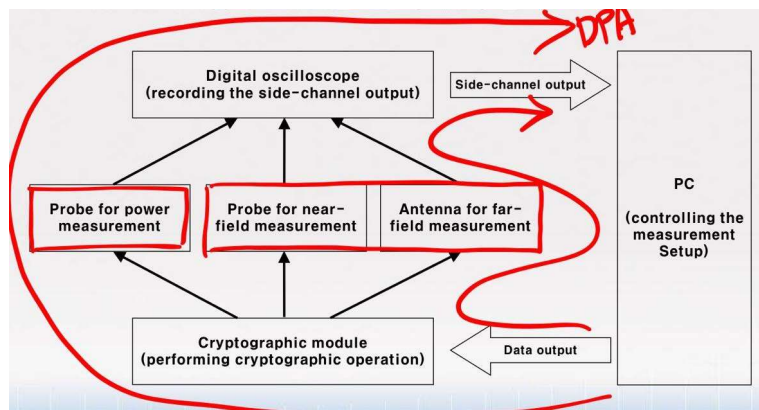 DPA
Digital oscilloscope
(recording the side-channel output)
Side-channel output
Probe for power
measurement
Probe for near-
field measurement
Antenna for far-
field measurement
PC
(controlling the
measurement
Setup)
Cryptographic module
(performing cryptographic operation)
Data output